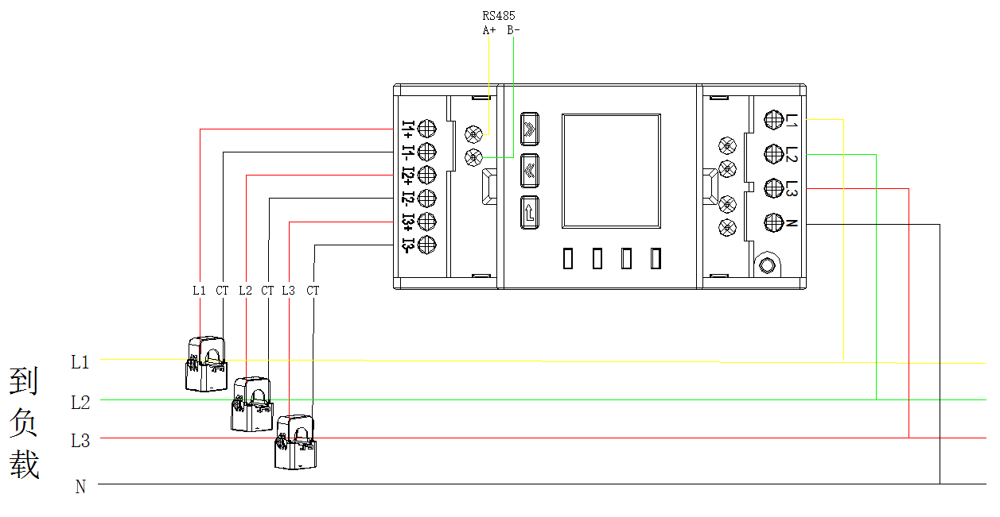 RS485
A+ B-
I1+
I1-
I2+
I2-
I3+
I3-
L1
L2
L3
N
L1 CT L2 CT L3 CT
到负载
L1
L2
L3
N